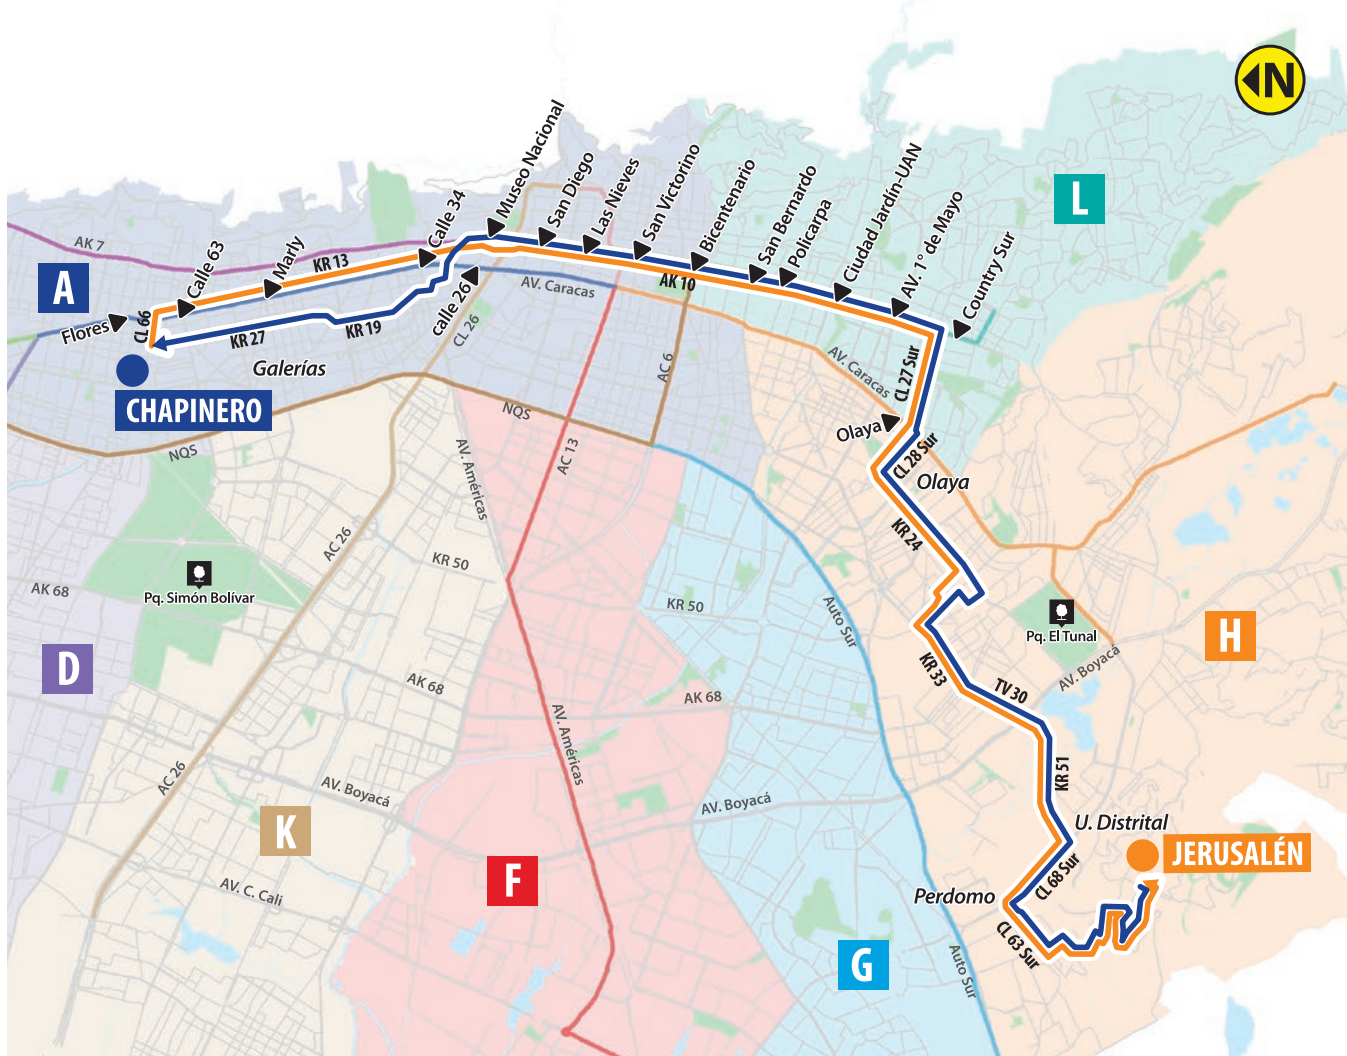 N
L
A
AK 7
Flores
CL 66
Calle 63
Marly
KR 13
Calle 34
Museo Nacional
San Diego
Las Nieves
San Victorino
Bicentenario
San Bernardo
Policarpa
Ciudad Jardín-UAN
AV. 1° de Mayo
Country Sur
KR 27
KR 19
calle 26
CL 26
AV. Caracas
AK 10
AC 6
AV. Caracas
CL 27 Sur
Galerías
CHAPINERO
NQS
NQS
AV. Américas
AC 13
Olaya
CL 28 Sur
Olaya
KR 24
AC 26
KR 50
KR 50
AK 68
Pq. Simón Bolívar
Auto Sur
Pq. El Tunal
H
D
AV. Boyacá
KR 33
TV 30
AK 68
AK 68
AV. Américas
AC 26
AV. Boyacá
AV. Boyacá
KR 51
K
U. Distrital
JERUSALÉN
F
CL 68 Sur
Perdomo
AV. C. Cali
CL 63 Sur
G
Auto Sur